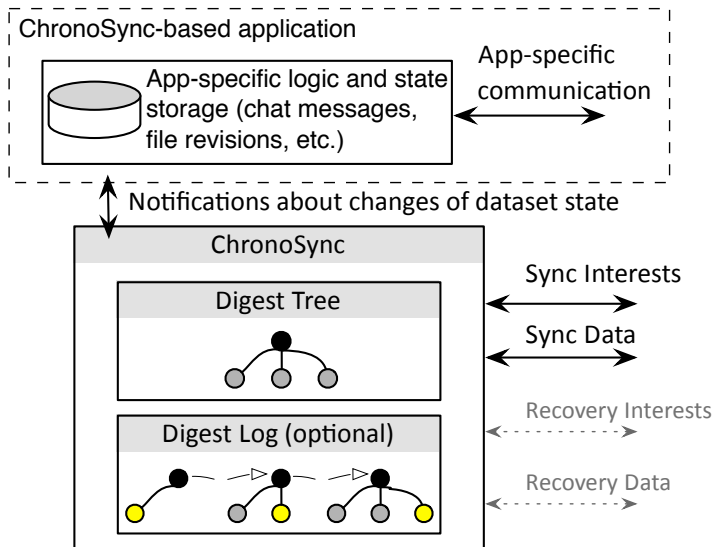 ChronoSync-based application
App-specific logic and state
storage (chat messages,
file revisions, etc.)
App-specific
communication
Notifications about changes of dataset state
ChronoSync
Digest Tree
Digest Log (optional)
Sync Interests
Sync Data
Recovery Interests
Recovery Data